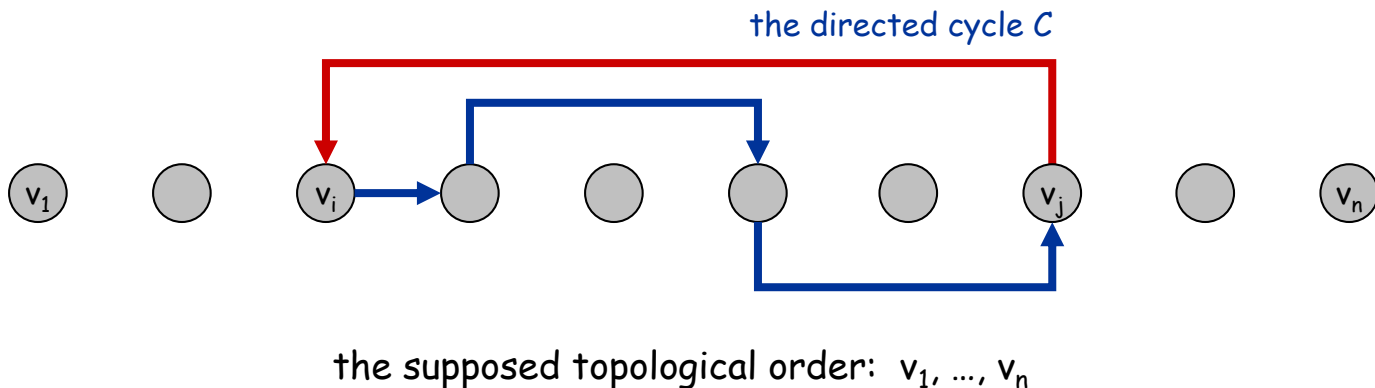 the directed cycle C
v₁ vᵢ vⱼ vₙ
the supposed topological order: v₁, ..., vₙ